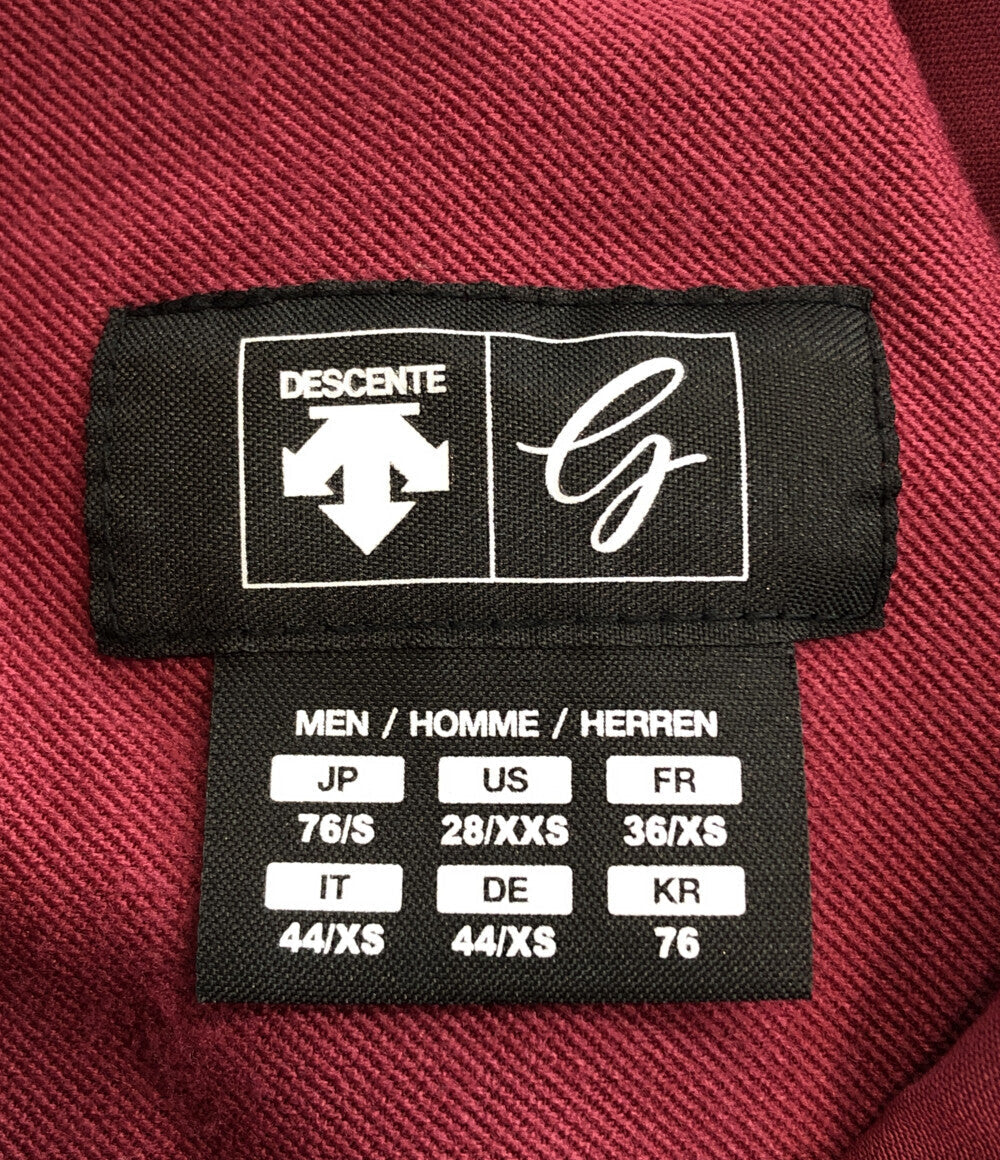 DESCENTE
G
MEN / HOMME / HERREN
JP US FR
76/S 28/XXS 36/XS
IT DE KR
44/XS 44/XS 76